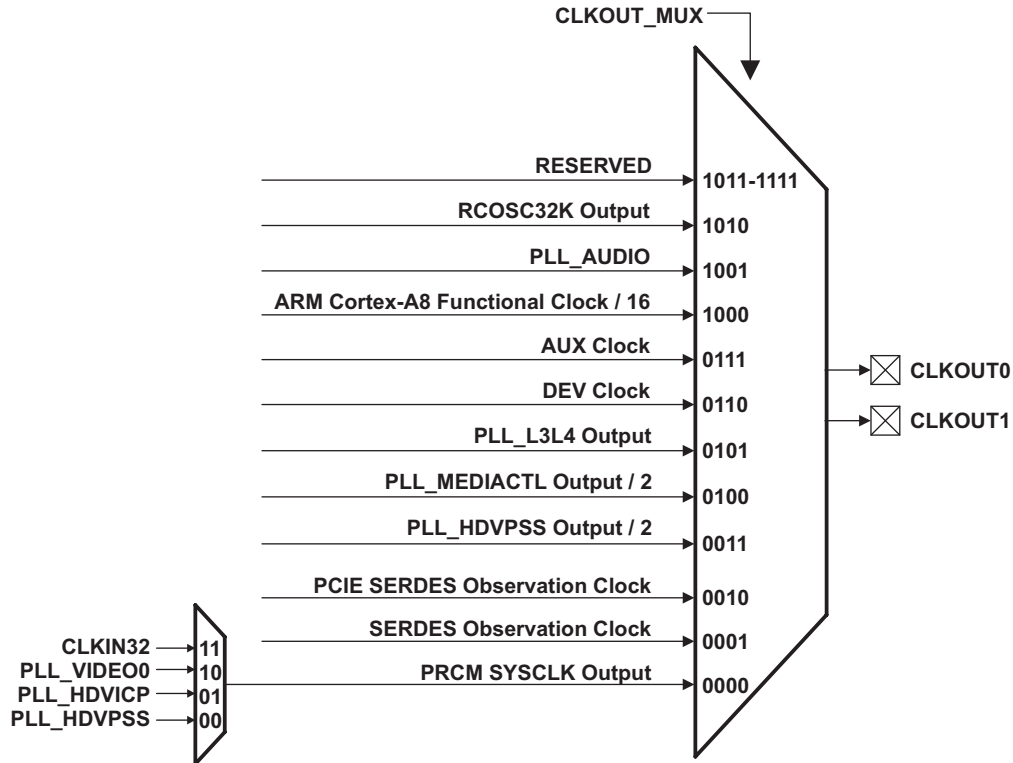 CLKOUT_MUX
RESERVED
1011-1111
RCOSC32K Output
1010
PLL_AUDIO
1001
ARM Cortex-A8 Functional Clock / 16
1000
AUX Clock
0111
DEV Clock
0110
PLL_L3L4 Output
0101
PLL_MEDIACTL Output / 2
0100
PLL_HDVPSS Output / 2
0011
PCIE SERDES Observation Clock
0010
SERDES Observation Clock
0001
PRCM SYSCLK Output
0000
CLKOUT0
CLKOUT1
CLKIN32
11
PLL_VIDEO0
10
PLL_HDVICP
01
PLL_HDVPSS
00